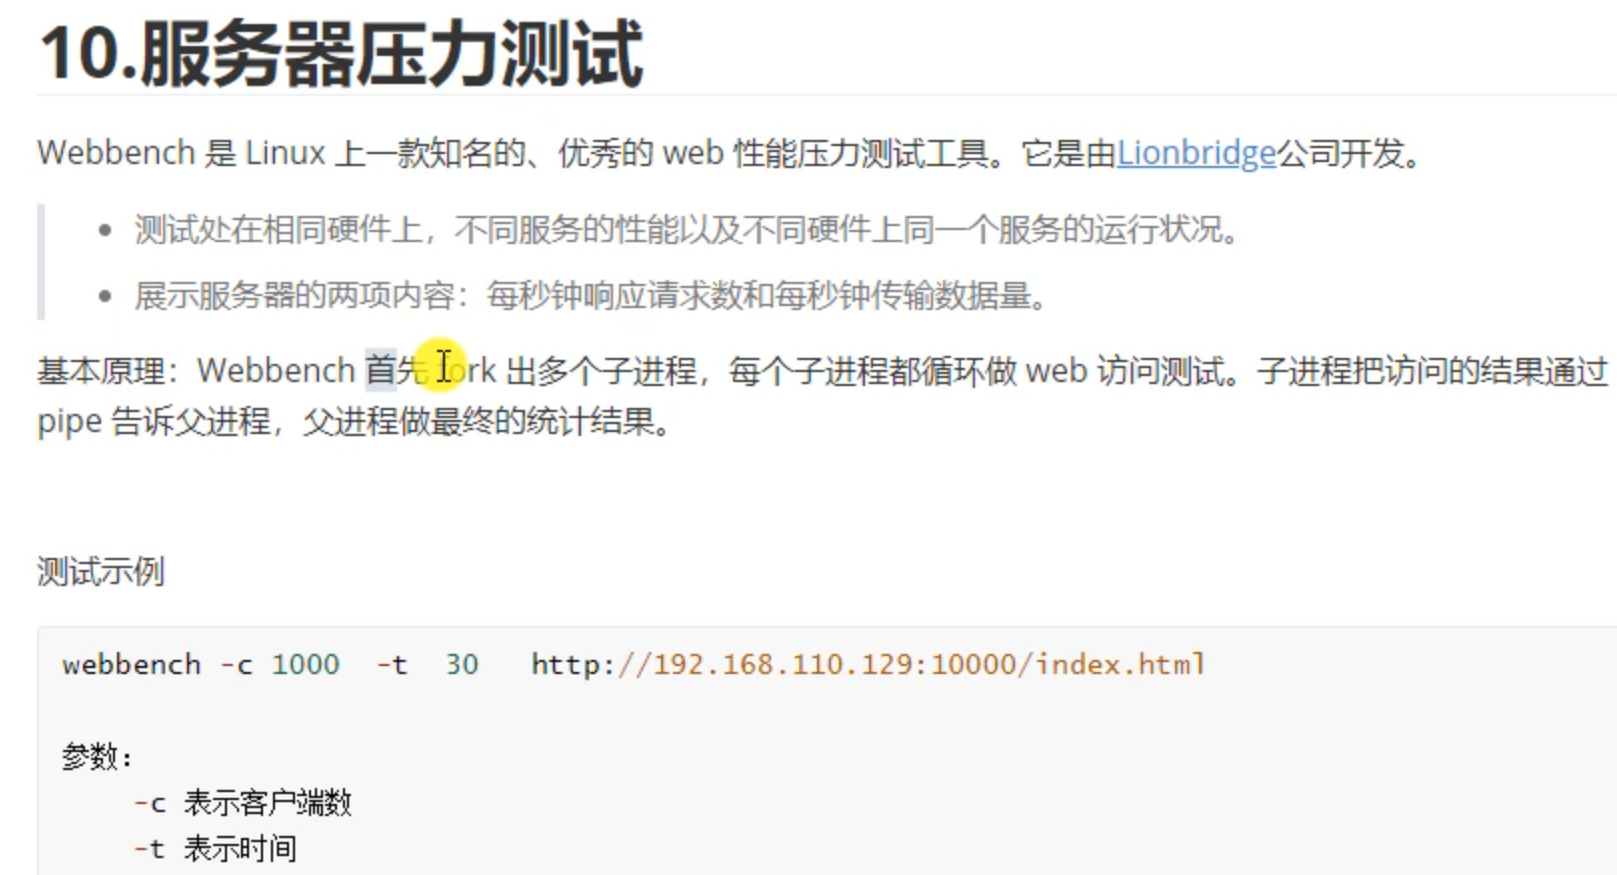 10.服务器压力测试
Webbench 是 Linux 上一款知名的、优秀的 web 性能压力测试工具。它是由Lionbridge公司开发。
• 测试处在相同硬件上，不同服务的性能以及不同硬件上同一个服务的运行状况。
• 展示服务器的两项内容：每秒钟响应请求数和每秒钟传输数据量。
基本原理：Webbench 首先 fork 出多个子进程，每个子进程都循环做 web 访问测试。子进程把访问的结果通过
pipe 告诉父进程，父进程做最终的统计结果。
测试示例
webbench -c 1000 -t 30 http://192.168.110.129:10000/index.html
参数：
-c 表示客户端数
-t 表示时间